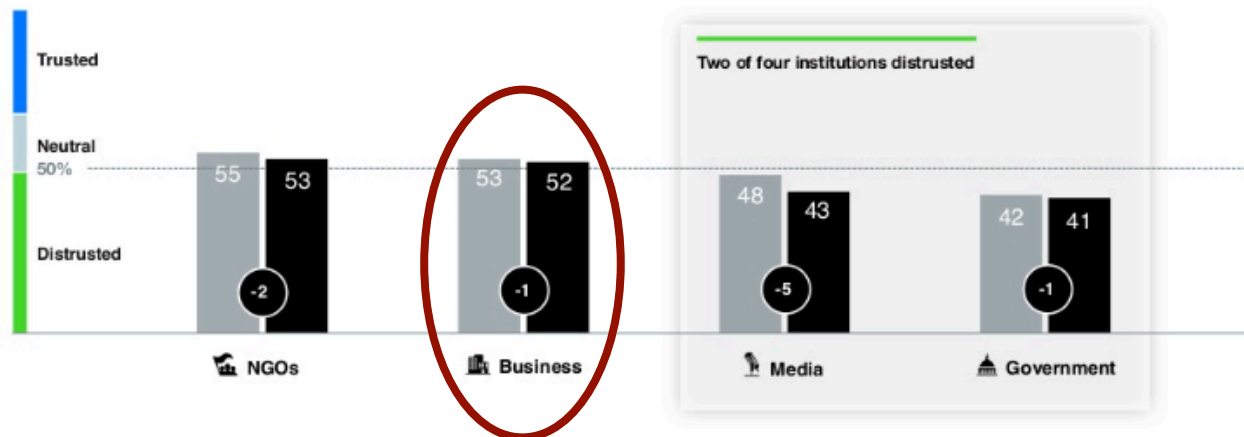 Trusted
Two of four institutions distrusted
Neutral
50%
55 53 53 52 48 43 42 41
Distrusted
-2 -1 -5 -1
NGOs Business Media Government